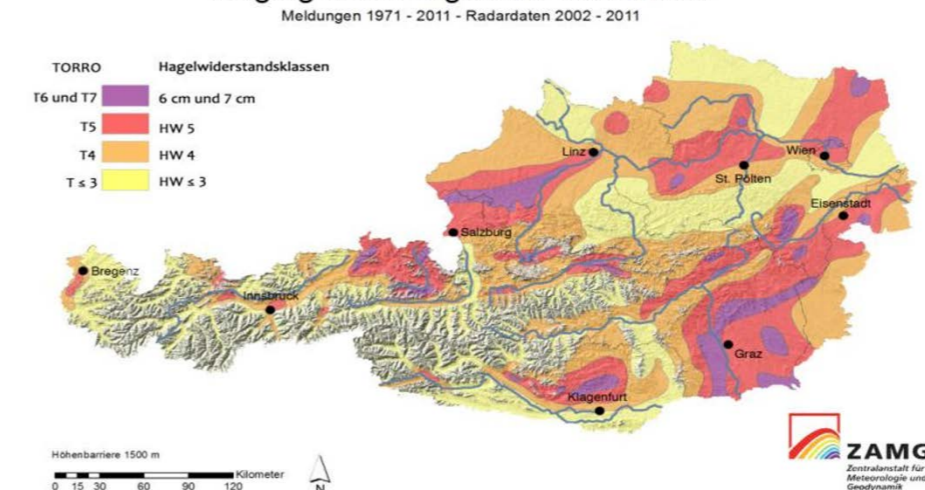 Meldungen 1971 - 2011 - Radardaten 2002 - 2011
TORRO Hagelwiderstandsklassen
T6 und T7 6 cm und 7 cm
T5 HW 5
T4 HW 4
T ≤ 3 HW ≤ 3
Linz
Wien
St. Pölten
Eisenstadt
Salzburg
Bregenz
Innsbruck
Graz
Klagenfurt
Höhenbarriere 1500 m
Kilometer
0 15 30 60 90 120
N
ZAMG
Zentralanstalt für
Meteorologie und
Geodynamik